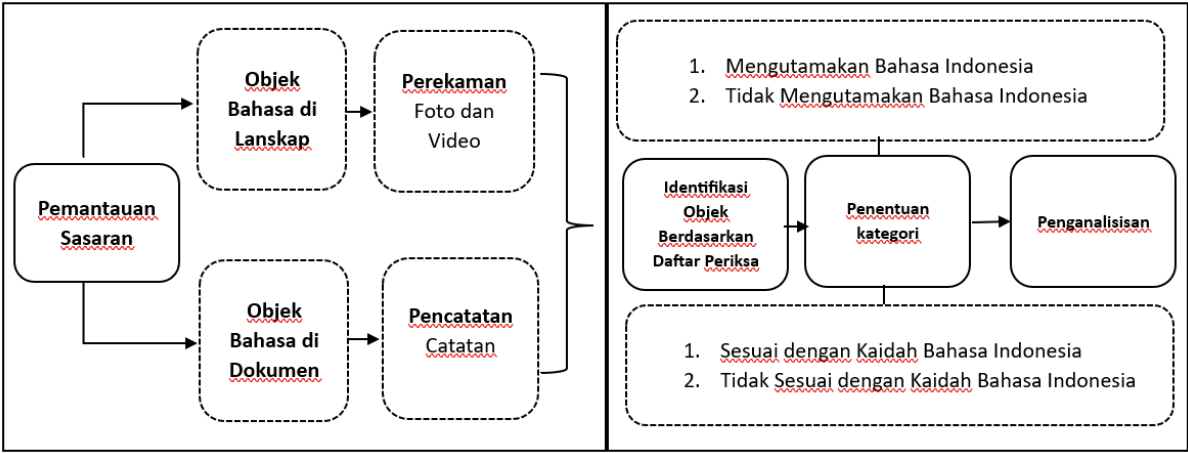 Pemantauan
Sasaran
Objek
Bahasa di
Lanskap
Perekaman
Foto dan
Video
Objek
Bahasa di
Dokumen
Pencatatan
Catatan
1. Mengutamakan Bahasa Indonesia
2. Tidak Mengutamakan Bahasa Indonesia
Identifikasi
Objek
Berdasarkan
Daftar Periksa
Penentuan
kategori
Penganalisisan
1. Sesuai dengan Kaidah Bahasa Indonesia
2. Tidak Sesuai dengan Kaidah Bahasa Indonesia